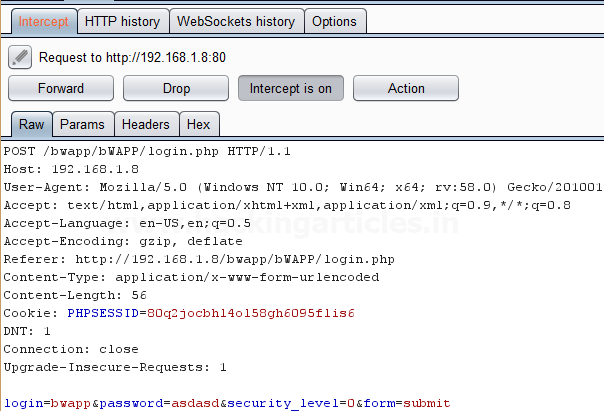 Intercept HTTP history WebSockets history Options
Request to http://192.168.1.8:80
Forward Drop Intercept is on Action
Raw Params Headers Hex
POST /bwapp/bWAPP/login.php HTTP/1.1
Host: 192.168.1.8
User-Agent: Mozilla/5.0 (Windows NT 10.0; Win64; x64; rv:58.0) Gecko/201001
Accept: text/html,application/xhtml+xml,application/xml;q=0.9,*/*;q=0.8
Accept-Language: en-US,en;q=0.5
Accept-Encoding: gzip, deflate
Referer: http://192.168.1.8/bwapp/bWAPP/login.php
Content-Type: application/x-www-form-urlencoded
Content-Length: 56
Cookie: PHPSESSID=80q2jocbhl4ol58gh6095flis6
DNT: 1
Connection: close
Upgrade-Insecure-Requests: 1
login=bwapp&password=asdasd&security_level=0&form=submit